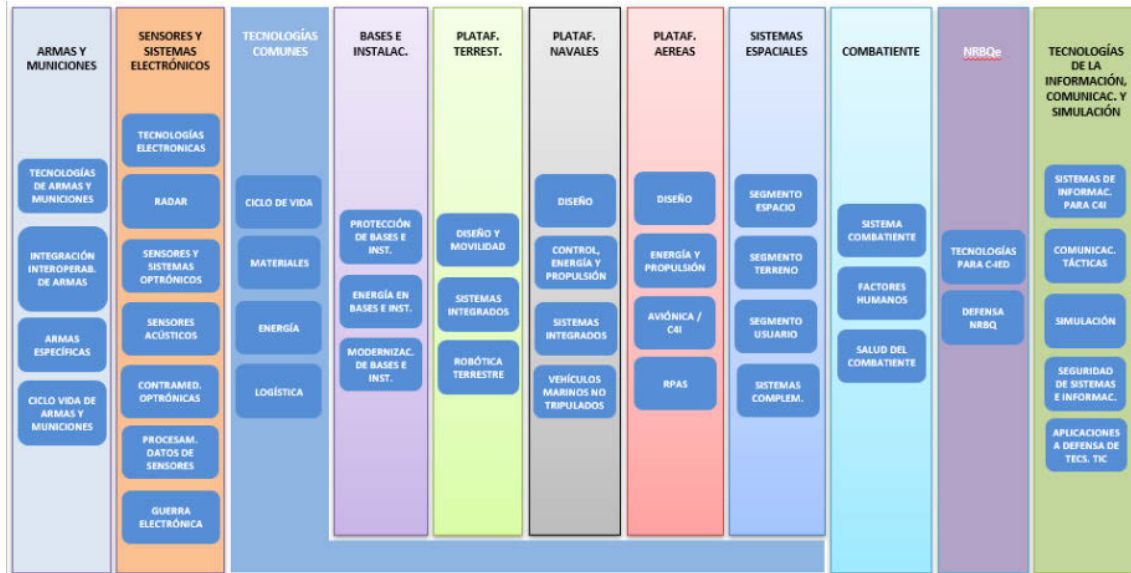 ARMAS Y
MUNICIONES
TECNOLOGÍAS
DE ARMAS Y
MUNICIONES
INTEGRACIÓN
INTEROPERAB.
DE ARMAS
ARMAS
ESPECÍFICAS
CICLO VIDA DE
ARMAS Y
MUNICIONES
SENSORES Y
SISTEMAS
ELECTRÓNICOS
TECNOLOGÍAS
ELECTRONICAS
RADAR
SENSORES Y
SISTEMAS
OPTRÓNICOS
SENSORES
ACÚSTICOS
CONTRAMED.
OPTRÓNICAS
PROCESAM.
DATOS DE
SENSORES
GUERRA
ELECTRÓNICA
TECNOLOGÍAS
COMUNES
CICLO DE VIDA
MATERIALES
ENERGÍA
LOGÍSTICA
BASES E
INSTALAC.
PROTECCIÓN
DE BASES E
INST.
ENERGÍA EN
BASES E INST.
MODERNIZAC.
DE BASES E
INST.
PLATAF.
TERREST.
DISEÑO Y
MOVILIDAD
SISTEMAS
INTEGRADOS
ROBÓTICA
TERRESTRE
PLATAF.
NAVALES
DISEÑO
CONTROL,
ENERGÍA Y
PROPULSIÓN
SISTEMAS
INTEGRADOS
VEHÍCULOS
MARINOS NO
TRIPULADOS
PLATAF.
AEREAS
DISEÑO
ENERGÍA Y
PROPULSIÓN
AVIÓNICA /
C4I
RPAS
SISTEMAS
ESPACIALES
SEGMENTO
ESPACIO
SEGMENTO
TERRENO
SEGMENTO
USUARIO
SISTEMAS
COMPLEM.
COMBATIENTE
SISTEMA
COMBATIENTE
FACTORES
HUMANOS
SALUD DEL
COMBATIENTE
NRBQe
TECNOLOGÍAS
PARA C-IED
DEFENSA
NRBQ
TECNOLOGÍAS
DE LA
INFORMACIÓN,
COMUNICAC. Y
SIMULACIÓN
SISTEMAS DE
INFORMAC.
PARA C4I
COMUNICAC.
TÁCTICAS
SIMULACIÓN
SEGURIDAD
DE SISTEMAS
E INFORMAC.
APLICACIONES
A DEFENSA DE
TECS. TIC